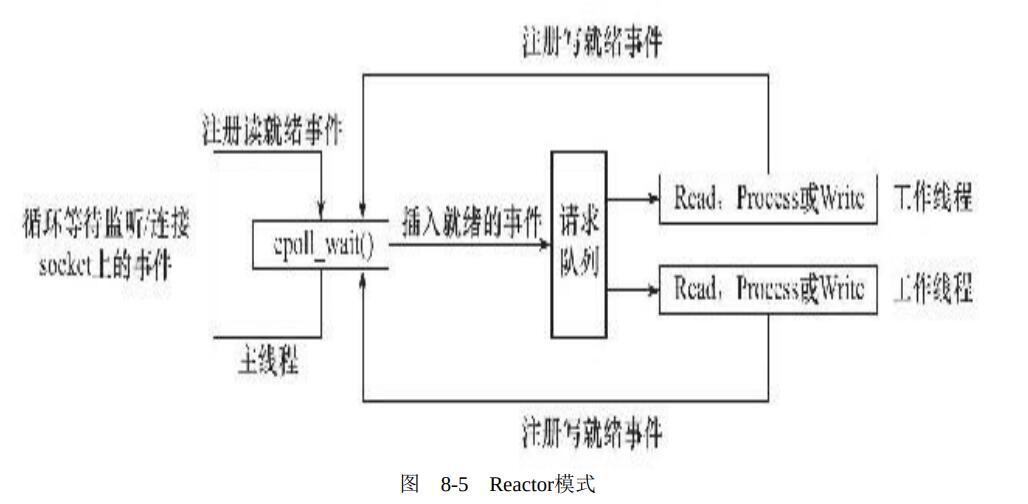 注册写就绪事件
注册读就绪事件
循环等待监听/连接
socket上的事件
epoll_wait()
插入就绪的事件
请求
队列
Read，Process或Write
工作线程
Read，Process或Write
工作线程
主线程
注册写就绪事件
图 8-5 Reactor模式